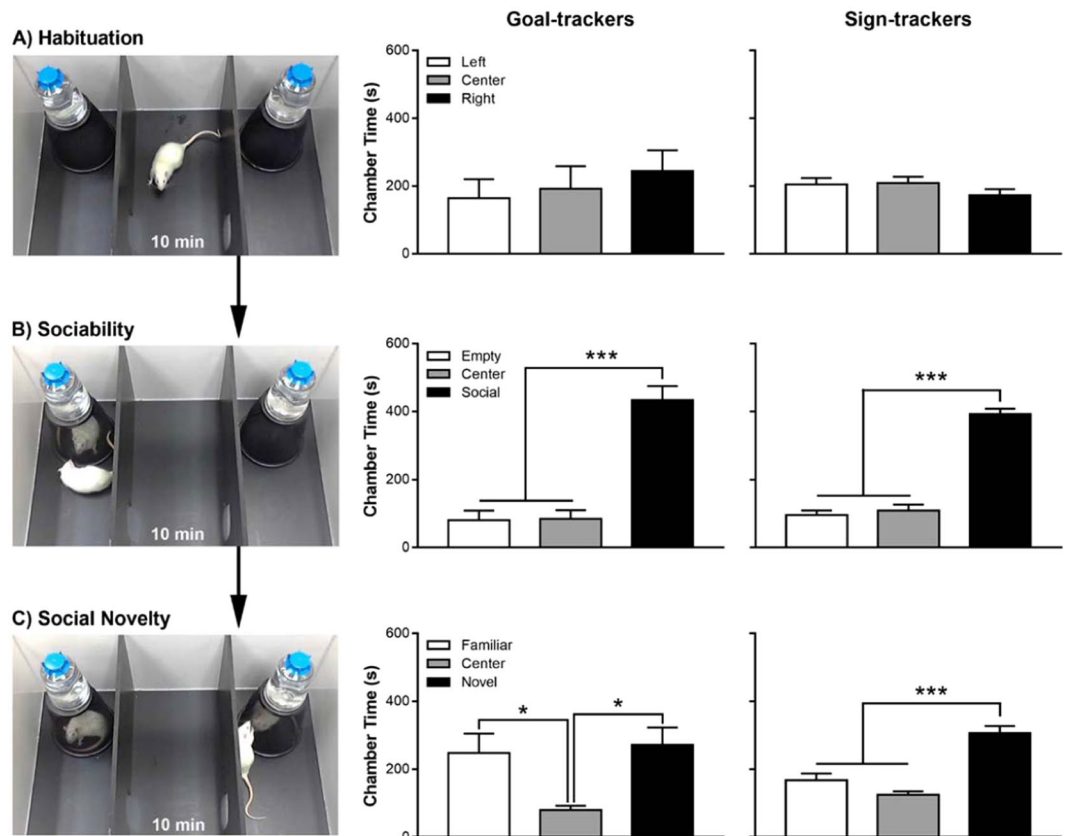 Goal-trackers
Sign-trackers
A) Habituation
10 min
Chamber Time (s)
600
400
200
0
Left
Center
Right
B) Sociability
10 min
Chamber Time (s)
600
400
200
0
Empty
Center
Social
***
***
C) Social Novelty
10 min
Chamber Time (s)
600
400
200
0
Familiar
Center
Novel
*
*
***